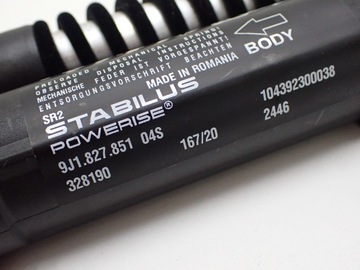 PRELOADED MECHANICAL SPRING
OBSERVE DISPOSAL INSTRUCTIONS
MECHANISCHE FEDER IST VORGESPANNT
ENTSORGUNGSVORSCHRIFT BEACHTEN
BODY
SR2
MADE IN ROMANIA
STABILUS
POWERISE®
104392300038
9J1.827.851 04S 167/20 2446
328190